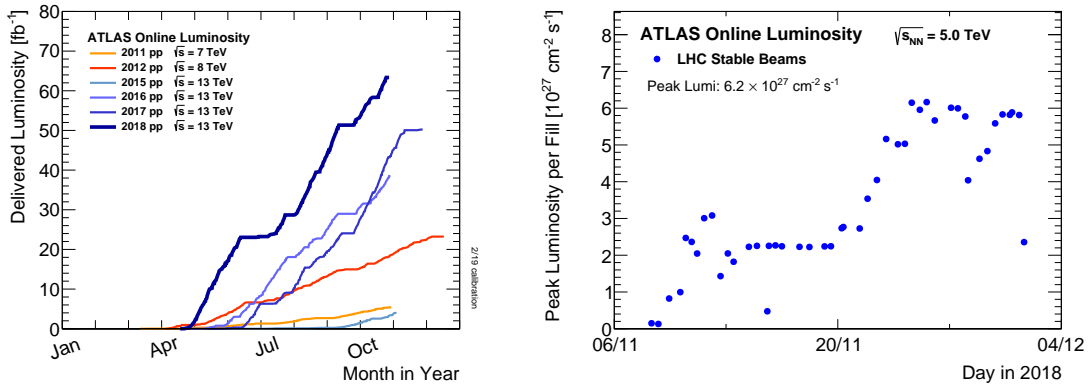 ATLAS Online Luminosity
2011 pp √s = 7 TeV
2012 pp √s = 8 TeV
2015 pp √s = 13 TeV
2016 pp √s = 13 TeV
2017 pp √s = 13 TeV
2018 pp √s = 13 TeV
Delivered Luminosity [fb⁻¹]
80
70
60
50
40
30
20
10
0
Jan
Apr
Jul
Oct
Month in Year
2/19 calibration
ATLAS Online Luminosity √sNN = 5.0 TeV
LHC Stable Beams
Peak Lumi: 6.2 × 10²⁷ cm⁻² s⁻¹
Peak Luminosity per Fill [10²⁷ cm⁻² s⁻¹]
8
7
6
5
4
3
2
1
0
06/11
20/11
04/12
Day in 2018